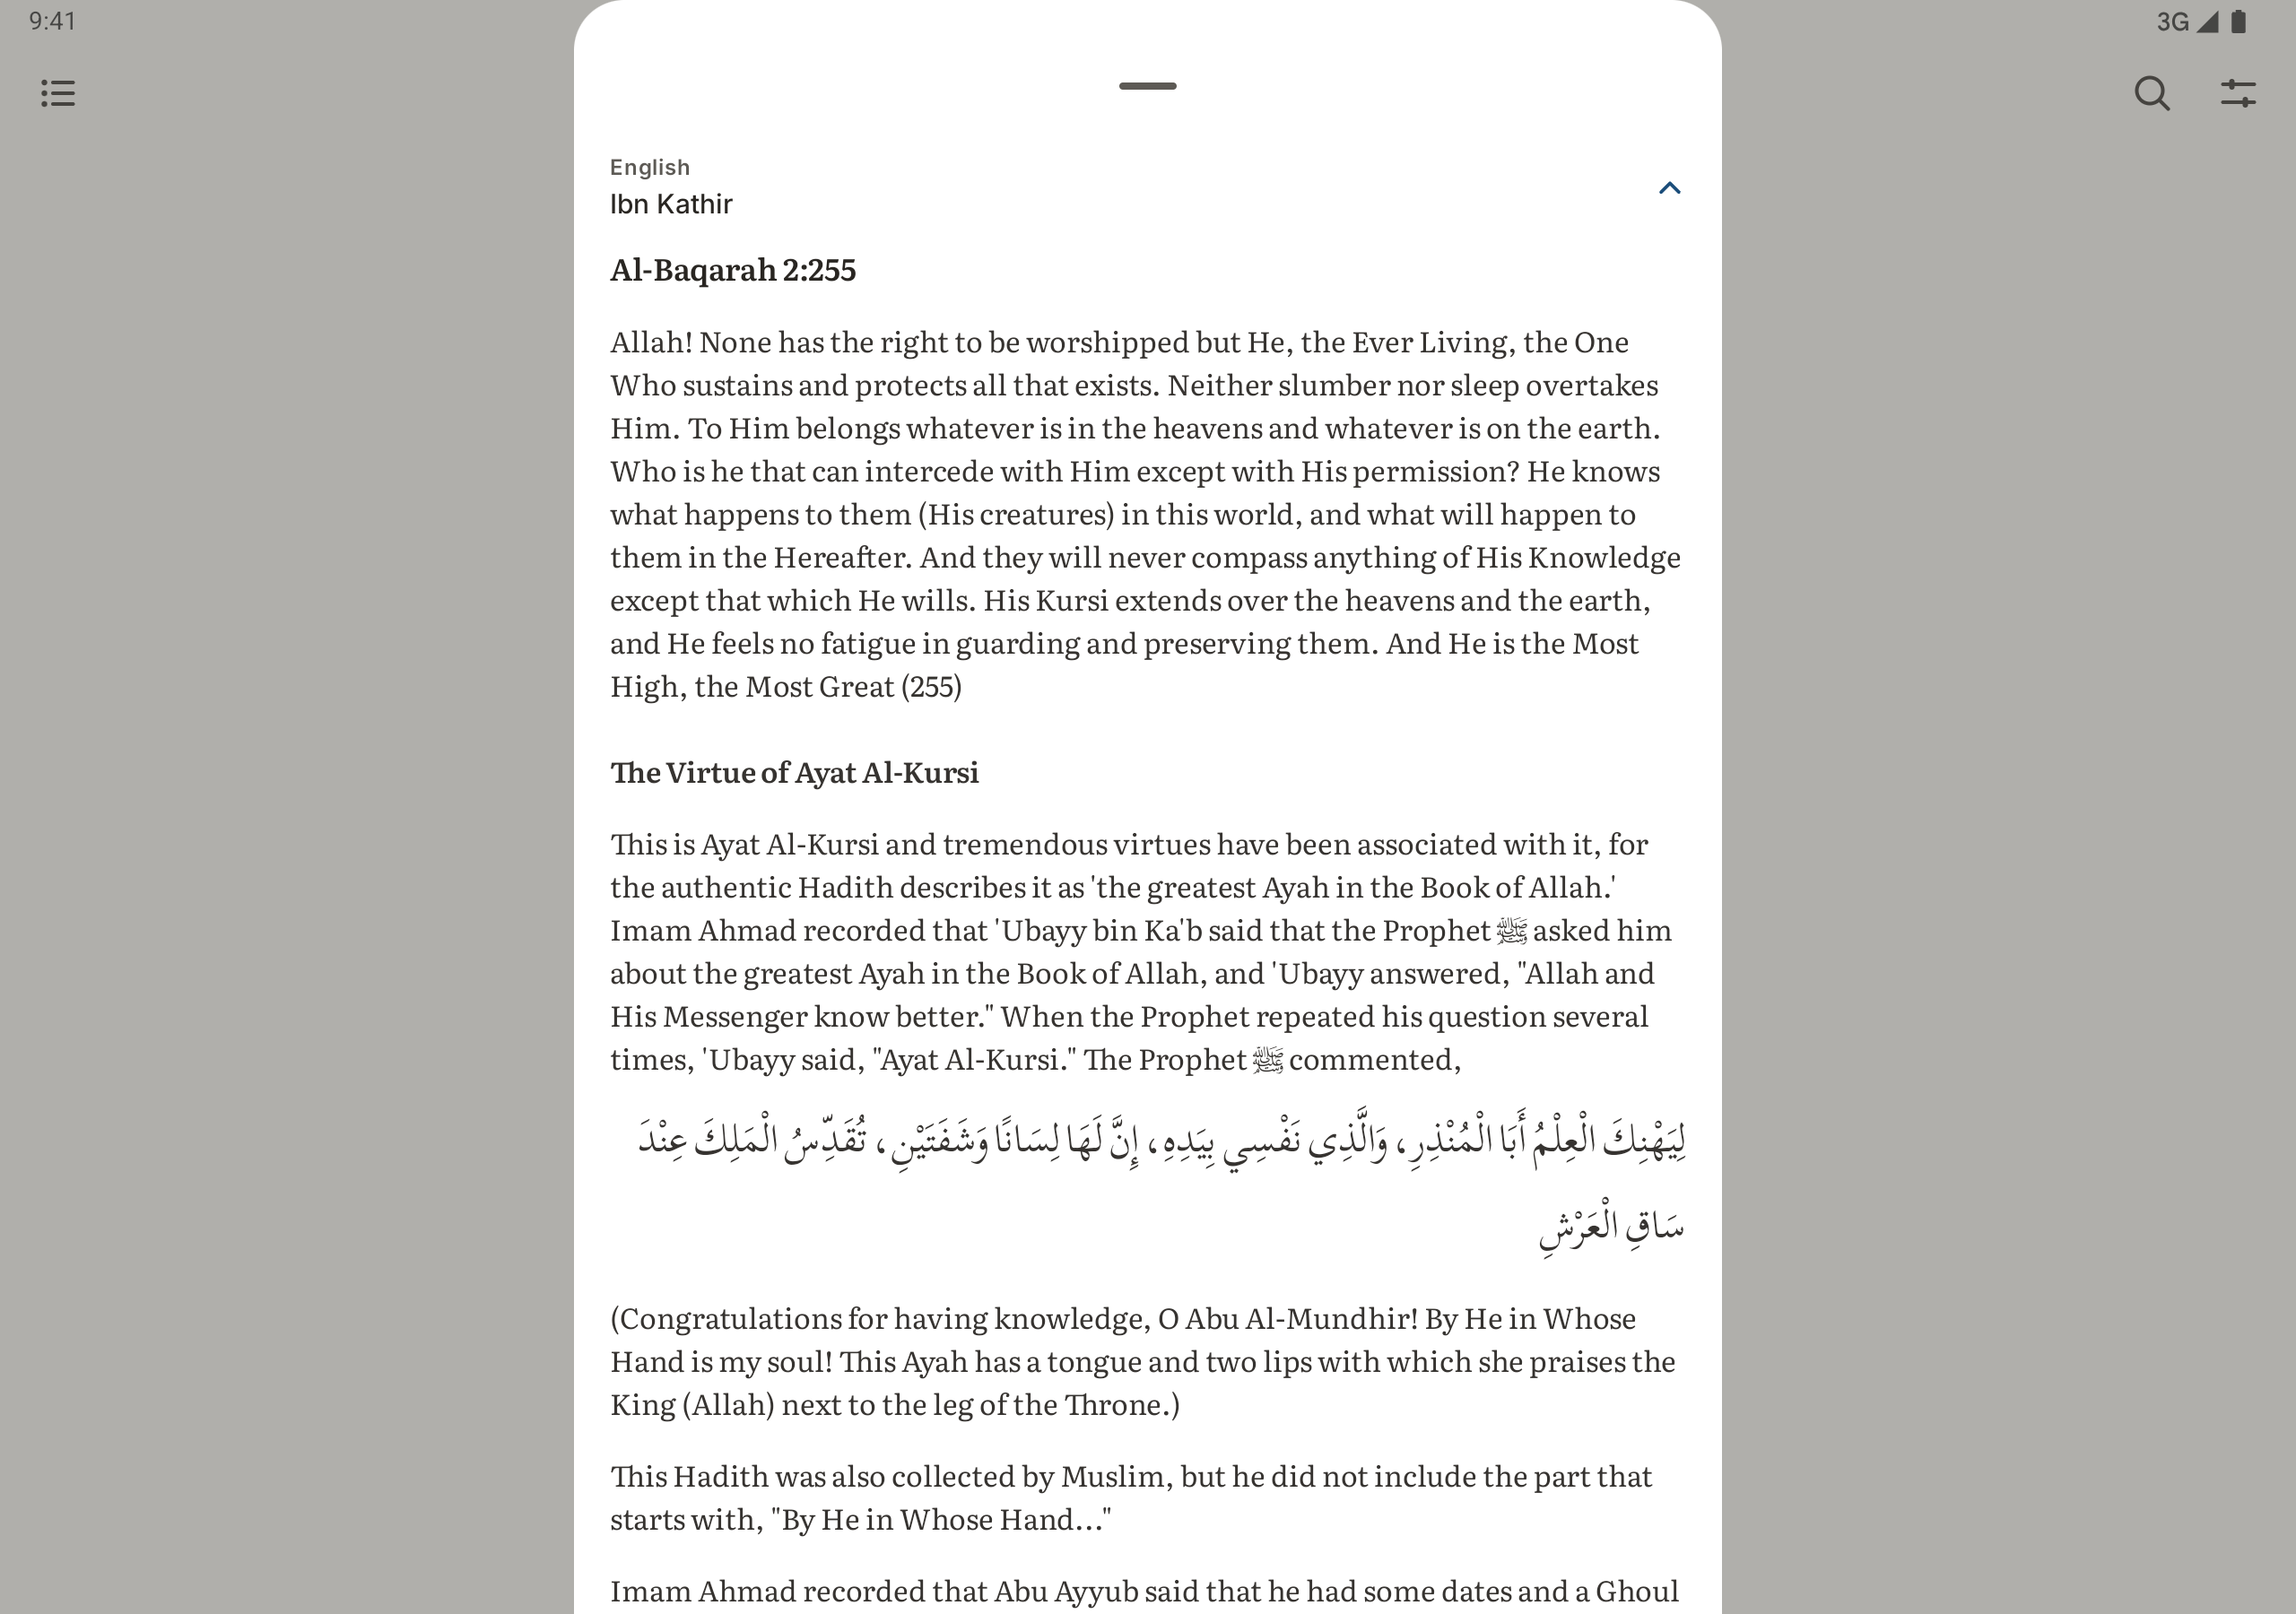 9:41
3G
English
Ibn Kathir
Al-Baqarah 2:255
Allah! None has the right to be worshipped but He, the Ever Living, the One
Who sustains and protects all that exists. Neither slumber nor sleep overtakes
Him. To Him belongs whatever is in the heavens and whatever is on the earth.
Who is he that can intercede with Him except with His permission? He knows
what happens to them (His creatures) in this world, and what will happen to
them in the Hereafter. And they will never compass anything of His Knowledge
except that which He wills. His Kursi extends over the heavens and the earth,
and He feels no fatigue in guarding and preserving them. And He is the Most
High, the Most Great (255)
The Virtue of Ayat Al-Kursi
This is Ayat Al-Kursi and tremendous virtues have been associated with it, for
the authentic Hadith describes it as 'the greatest Ayah in the Book of Allah.'
Imam Ahmad recorded that 'Ubayy bin Ka'b said that the Prophet ﷺ asked him
about the greatest Ayah in the Book of Allah, and 'Ubayy answered, "Allah and
His Messenger know better." When the Prophet repeated his question several
times, 'Ubayy said, "Ayat Al-Kursi." The Prophet ﷺ commented,
لِيَهْنِكَ الْعِلْمُ أَبَا الْمُنْذِرِ، وَالَّذِي نَفْسِي بِيَدِهِ، إِنَّ لَهَا لِسَانًا وَشَفَتَيْنِ، تُقَدِّسُ الْمَلِكَ عِنْدَ
سَاقِ الْعَرْشِ
(Congratulations for having knowledge, O Abu Al-Mundhir! By He in Whose
Hand is my soul! This Ayah has a tongue and two lips with which she praises the
King (Allah) next to the leg of the Throne.)
This Hadith was also collected by Muslim, but he did not include the part that
starts with, "By He in Whose Hand..."
Imam Ahmad recorded that Abu Ayyub said that he had some dates and a Ghoul